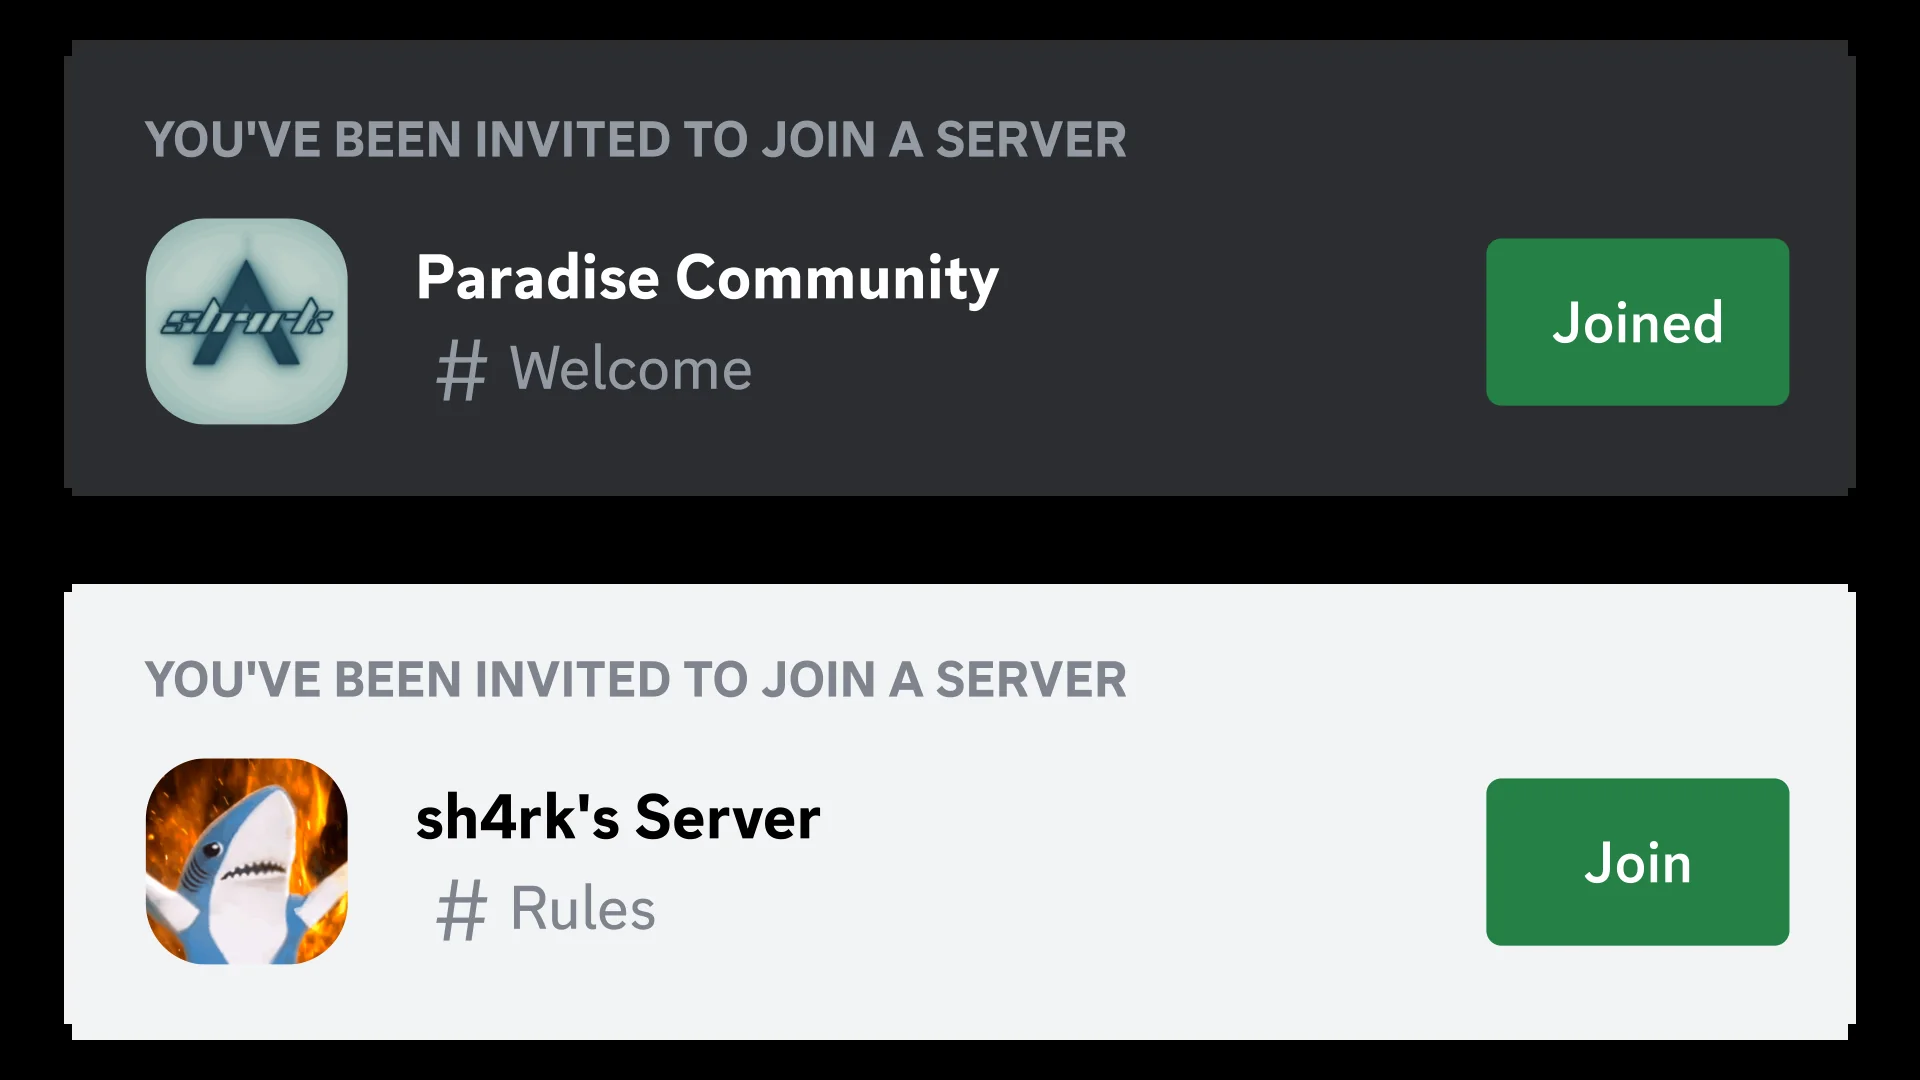 YOU'VE BEEN INVITED TO JOIN A SERVER
sh4rk
Paradise Community
# Welcome
Joined
YOU'VE BEEN INVITED TO JOIN A SERVER
sh4rk's Server
# Rules
Join